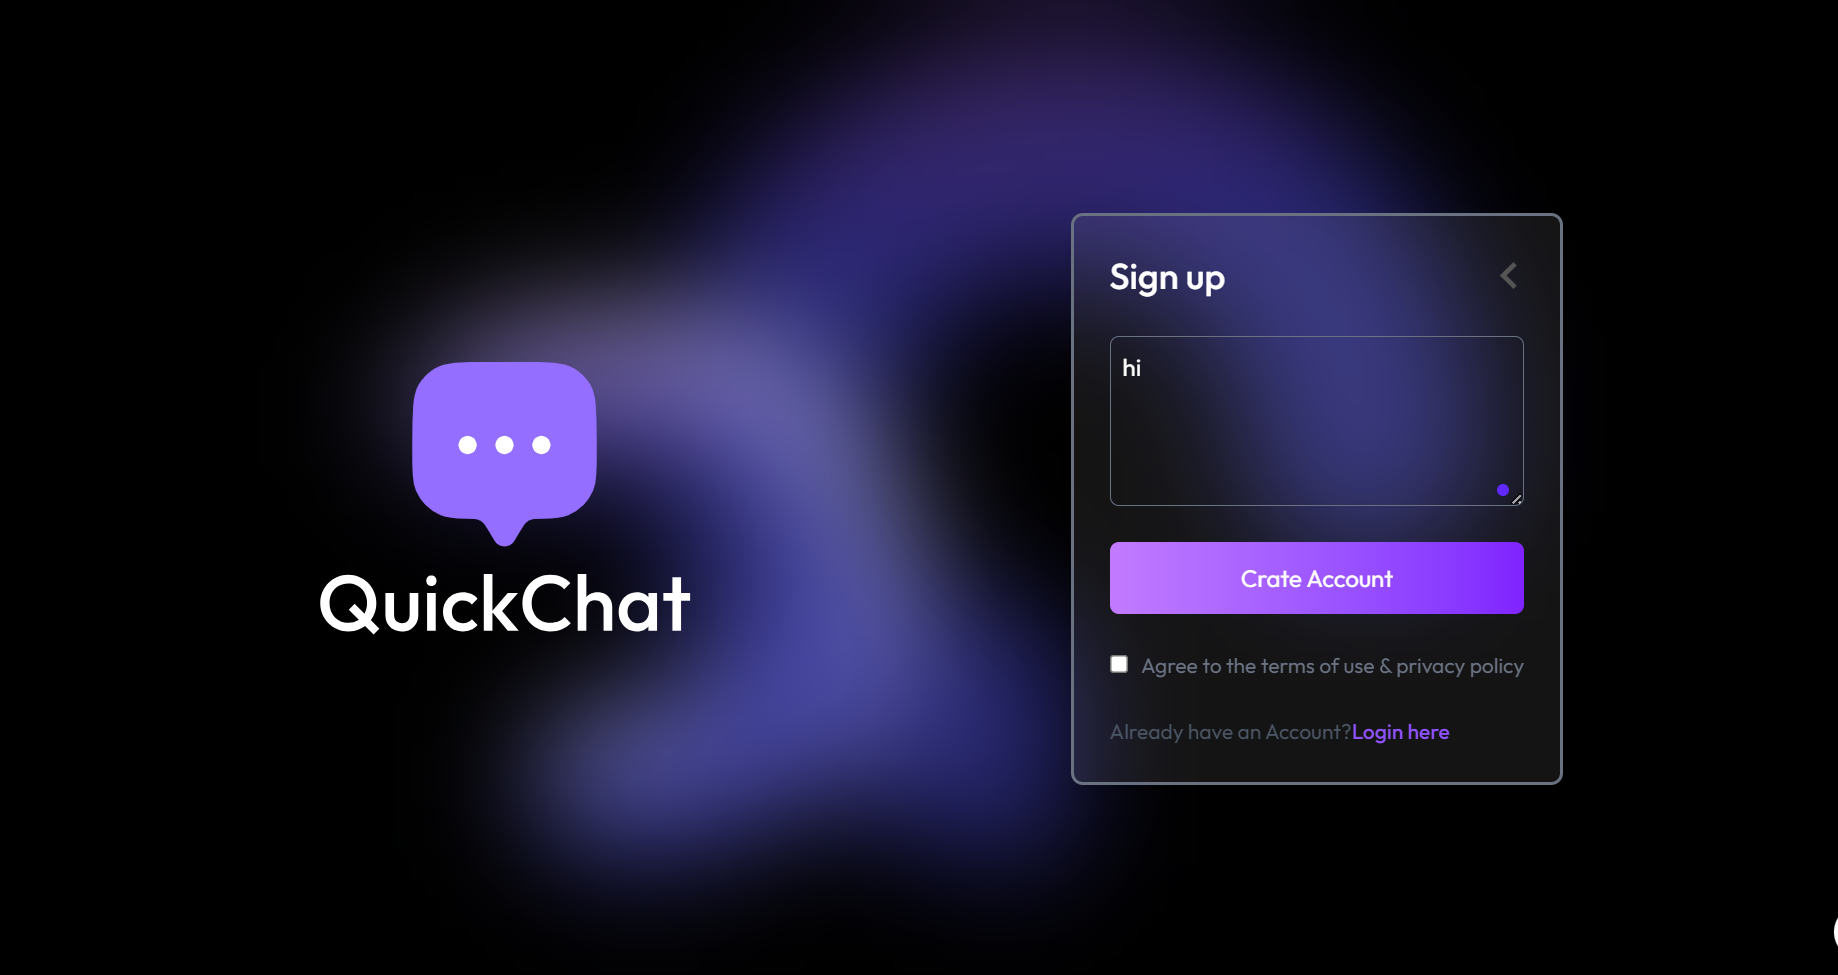 QuickChat
Sign up
hi
Crate Account
Agree to the terms of use & privacy policy
Already have an Account?Login here